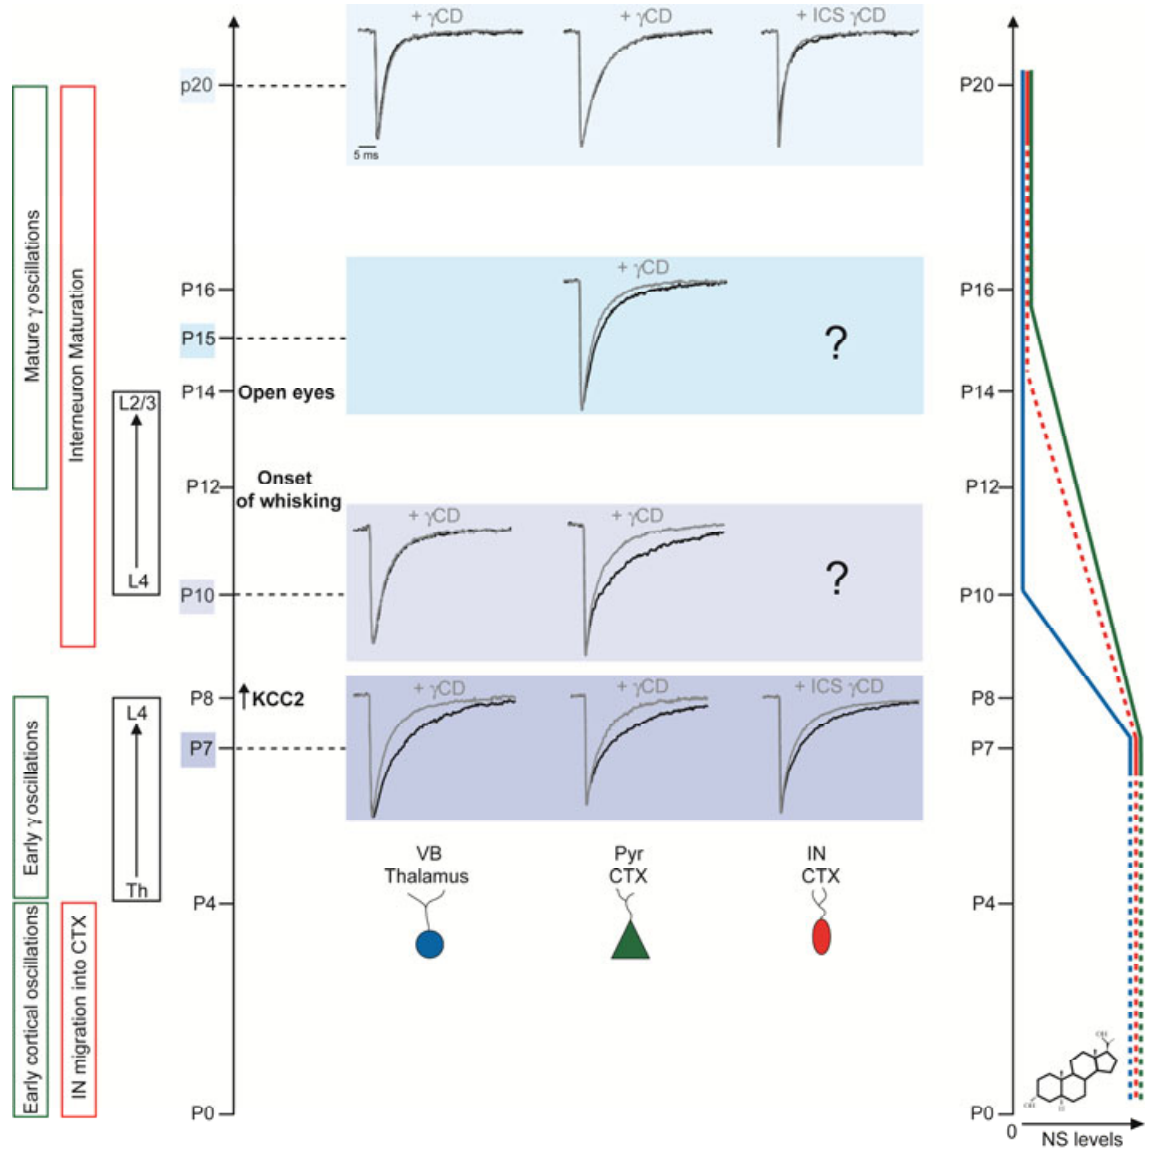 + γCD
+ γCD
+ ICS γCD
p20
5 ms
P20
Mature γ oscillations
Interneuron Maturation
+ γCD
P16
P16
P15
?
P14
Open eyes
P14
L2/3
L4
P12
Onset
of whisking
P12
+ γCD
+ γCD
?
P10
P10
P8
KCC2
+ γCD
+ γCD
+ ICS γCD
P8
L4
Th
P7
P7
Early γ oscillations
VB
Thalamus
Pyr
CTX
IN
CTX
P4
P4
Early cortical oscillations
IN migration into CTX
P0
P0
0
NS levels